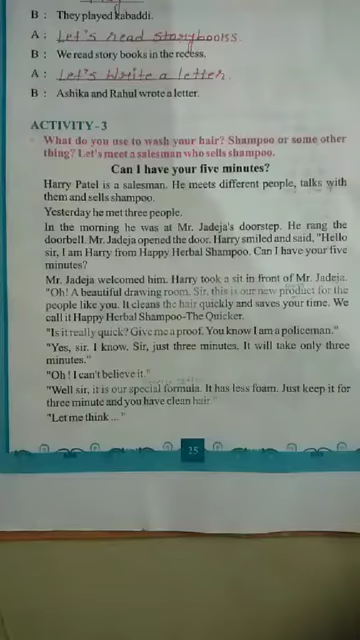 B : They played kabaddi.
A : Let's read storybooks.
B : We read story books in the recess.
A : Let's write a letter.
B : Ashika and Rahul wrote a letter.
ACTIVITY - 3
What do you use to wash your hair? Shampoo or some other
thing? Let's meet a salesman who sells shampoo.
Can I have your five minutes?
Harry Patel is a salesman. He meets different people, talks with
them and sells shampoo.
Yesterday he met three people.
In the morning he was at Mr. Jadeja's doorstep. He rang the
doorbell. Mr. Jadeja opened the door. Harry smiled and said, "Hello
sir, I am Harry from Happy Herbal Shampoo. Can I have your five
minutes?
Mr. Jadeja welcomed him. Harry took a sit in front of Mr. Jadeja.
"Oh! A beautiful drawing room. Sir, this is our new product for the
people like you. It cleans the hair quickly and saves your time. We
call it Happy Herbal Shampoo-The Quicker.
"Is it really quick? Give me a proof. You know I am a policeman."
"Yes, sir. I know. Sir, just three minutes. It will take only three
minutes."
"Oh! I can't believe it."
"Well sir, it is our special formula. It has less foam. Just keep it for
three minute and you have clean hair."
"Let me think ... "
25